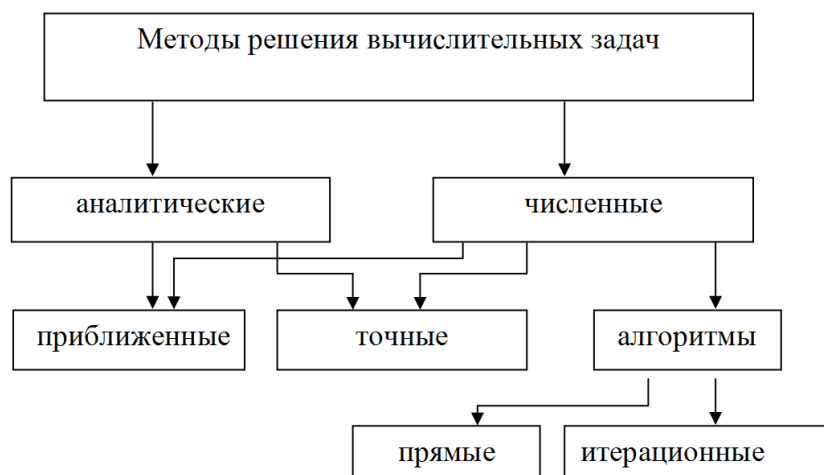 Методы решения вычислительных задач
аналитические
численные
приближенные
точные
алгоритмы
прямые
итерационные